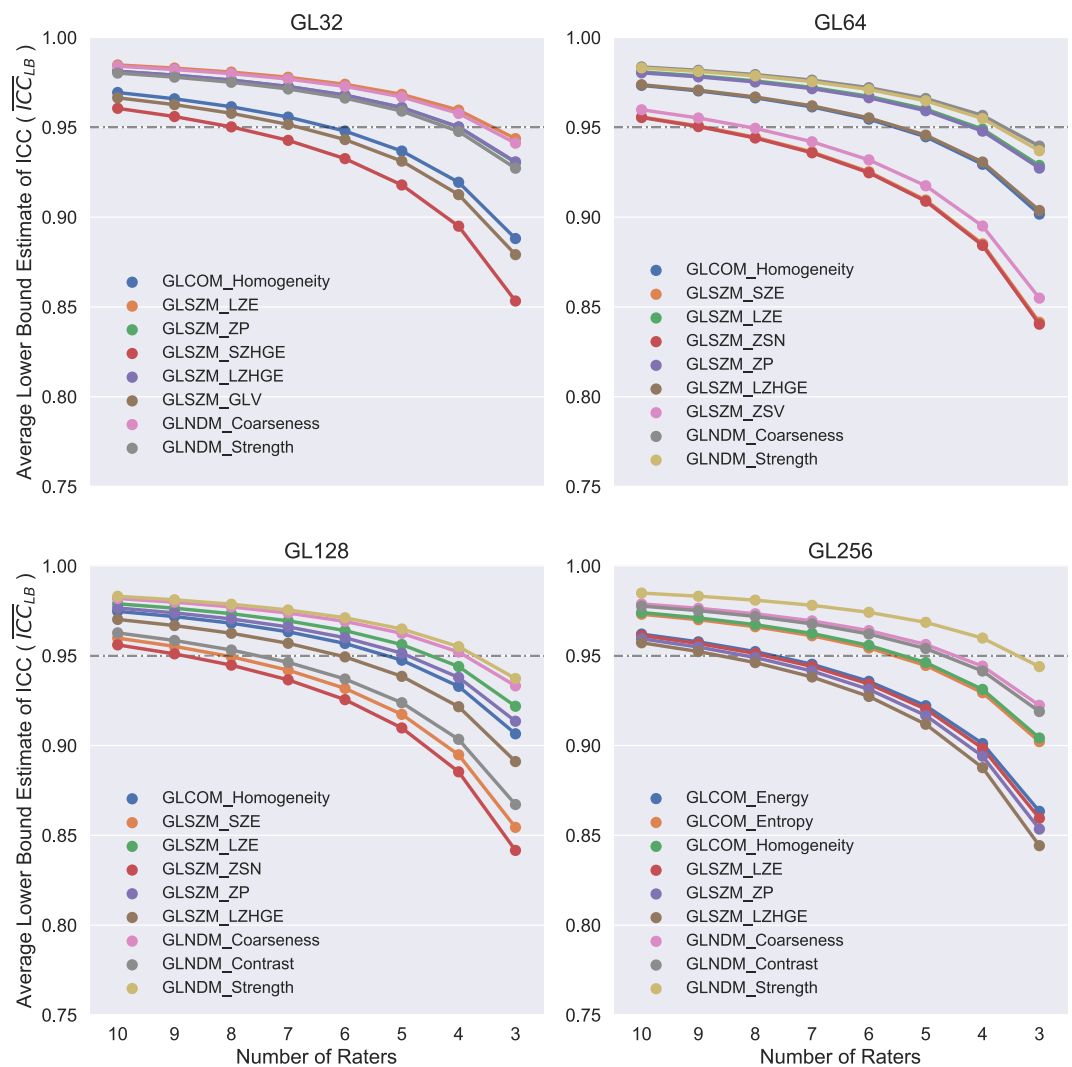 GL32
GL64
1.00
0.95
0.90
0.85
0.80
0.75
Average Lower Bound Estimate of ICC ( ICC_LB )
GLCOM_Homogeneity
GLSZM_LZE
GLSZM_ZP
GLSZM_SZHGE
GLSZM_LZHGE
GLSZM_GLV
GLNDM_Coarseness
GLNDM_Strength
1.00
0.95
0.90
0.85
0.80
0.75
GLCOM_Homogeneity
GLSZM_SZE
GLSZM_LZE
GLSZM_ZSN
GLSZM_ZP
GLSZM_LZHGE
GLSZM_ZSV
GLNDM_Coarseness
GLNDM_Strength
GL128
GL256
1.00
0.95
0.90
0.85
0.80
0.75
Average Lower Bound Estimate of ICC ( ICC_LB )
GLCOM_Homogeneity
GLSZM_SZE
GLSZM_LZE
GLSZM_ZSN
GLSZM_ZP
GLSZM_LZHGE
GLNDM_Coarseness
GLNDM_Contrast
GLNDM_Strength
10 9 8 7 6 5 4 3
Number of Raters
1.00
0.95
0.90
0.85
0.80
0.75
GLCOM_Energy
GLCOM_Entropy
GLCOM_Homogeneity
GLSZM_LZE
GLSZM_ZP
GLSZM_LZHGE
GLNDM_Coarseness
GLNDM_Contrast
GLNDM_Strength
10 9 8 7 6 5 4 3
Number of Raters